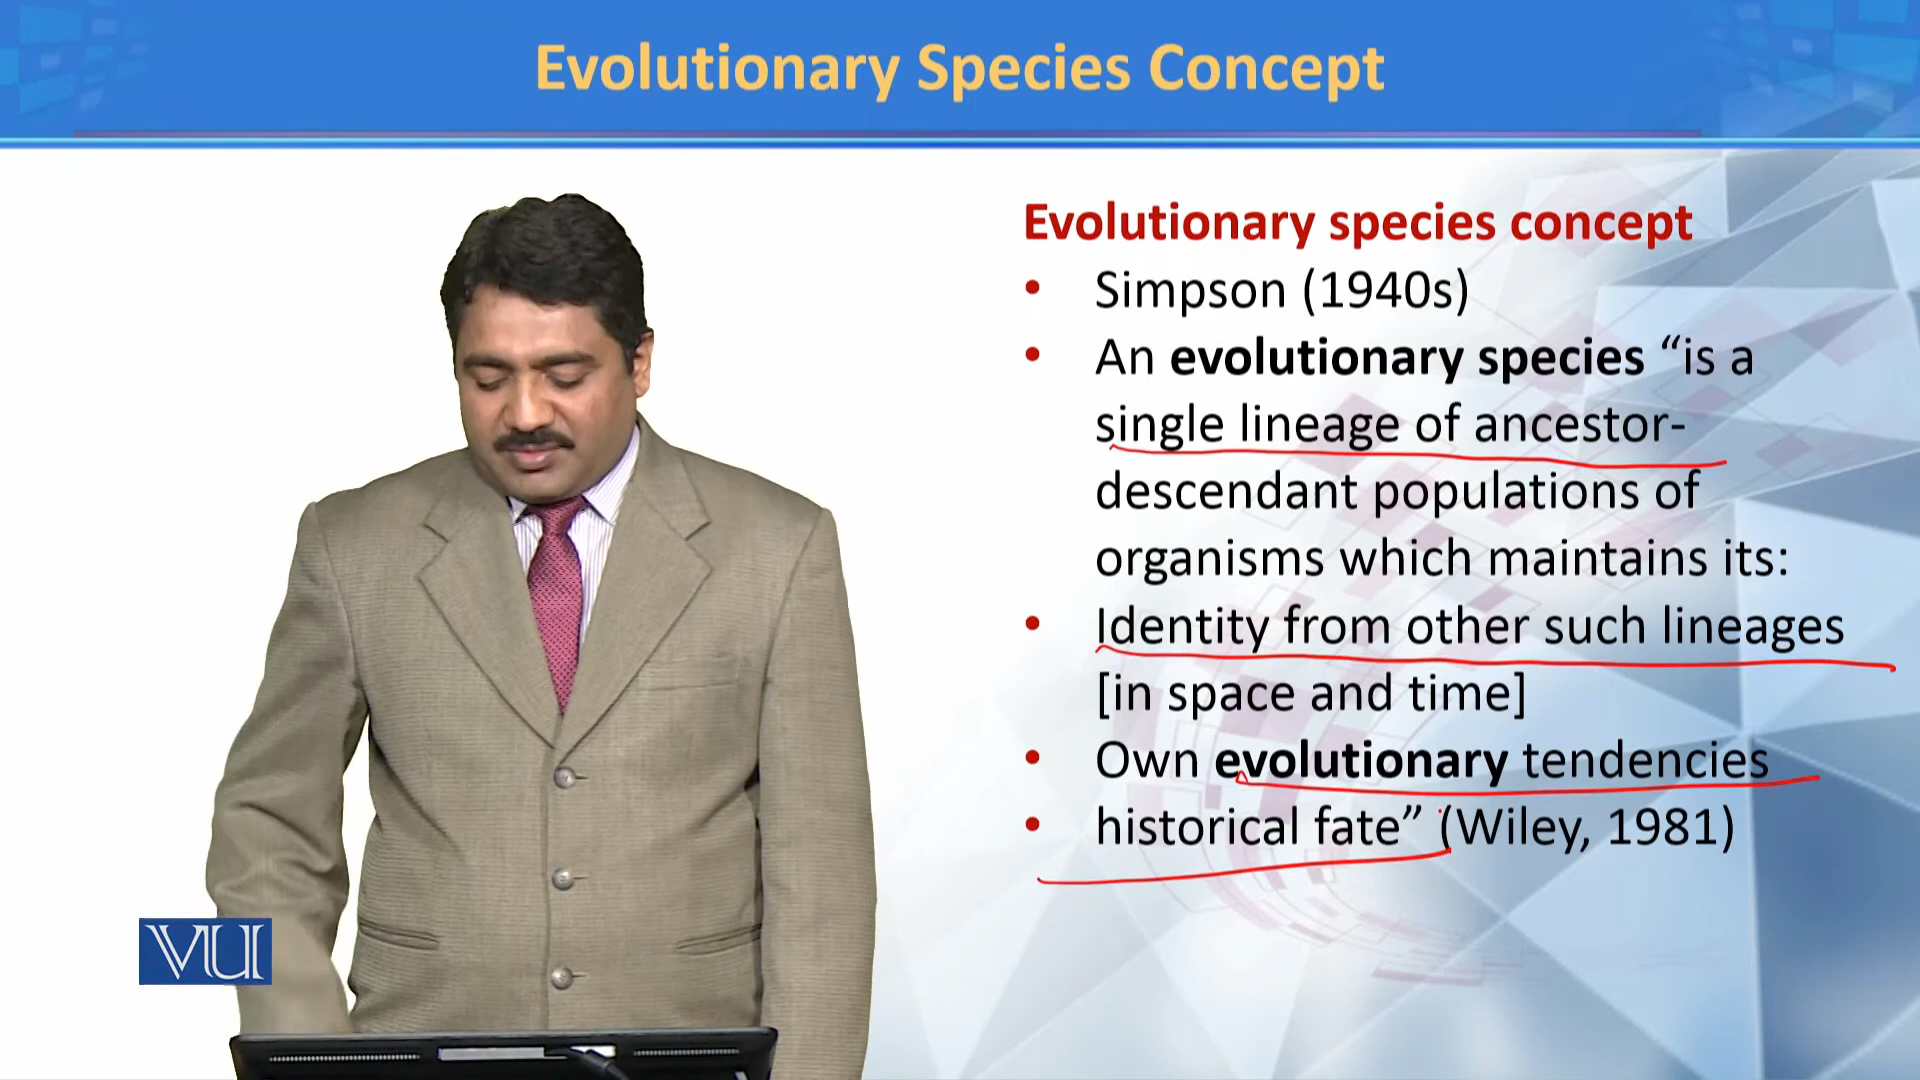 Evolutionary Species Concept
Evolutionary species concept
• Simpson (1940s)
• An evolutionary species “is a
single lineage of ancestor-
descendant populations of
organisms which maintains its:
• Identity from other such lineages
[in space and time]
• Own evolutionary tendencies
• historical fate” (Wiley, 1981)
VU